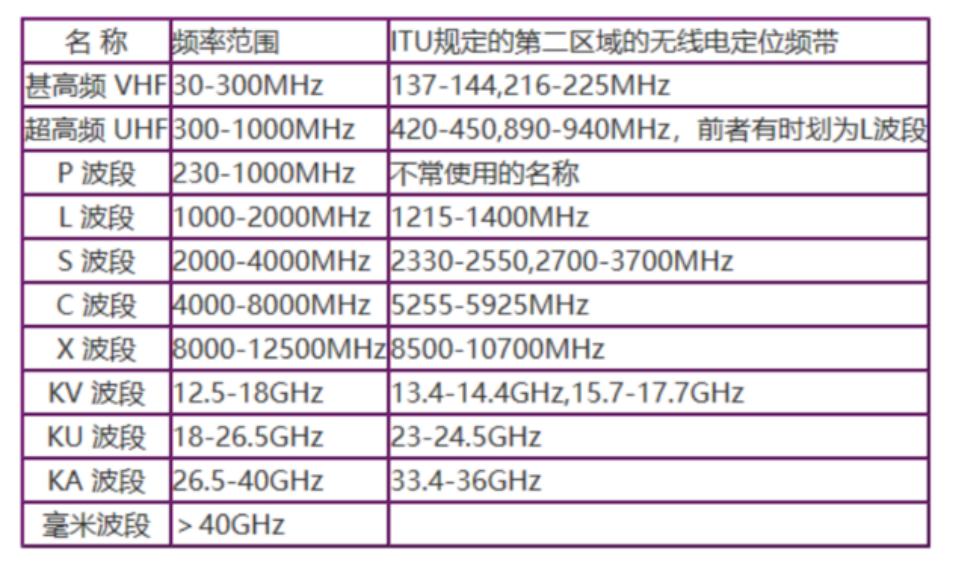 名 称 频率范围 ITU规定的第二区域的无线电定位频带
甚高频 VHF 30-300MHz 137-144,216-225MHz
超高频 UHF 300-1000MHz 420-450,890-940MHz，前者有时划为L波段
P 波段 230-1000MHz 不常使用的名称
L 波段 1000-2000MHz 1215-1400MHz
S 波段 2000-4000MHz 2330-2550,2700-3700MHz
C 波段 4000-8000MHz 5255-5925MHz
X 波段 8000-12500MHz 8500-10700MHz
KV 波段 12.5-18GHz 13.4-14.4GHz,15.7-17.7GHz
KU 波段 18-26.5GHz 23-24.5GHz
KA 波段 26.5-40GHz 33.4-36GHz
毫米波段 ＞40GHz